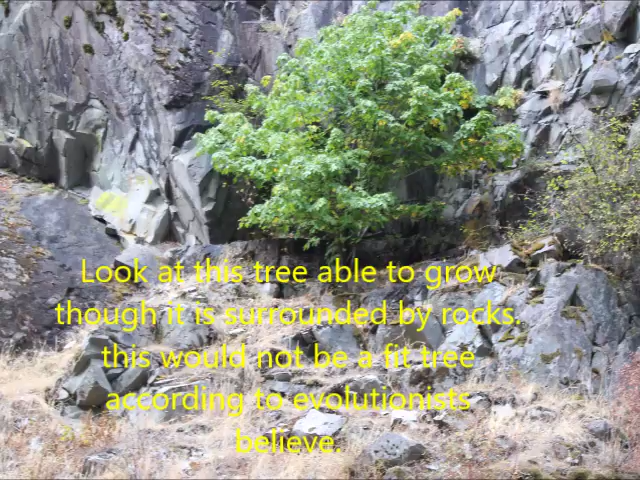 Look at this tree able to grow
though it is surrounded by rocks.
this would not be a fit tree
according to evolutionists
believe.